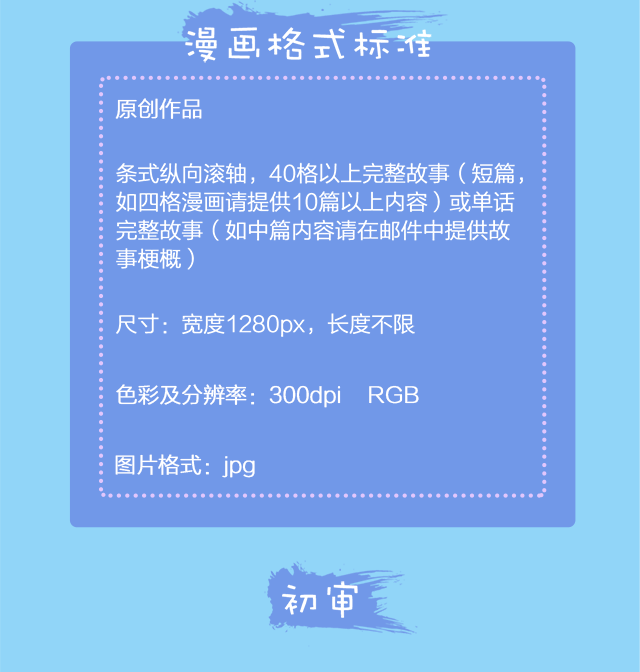 漫画格式标准
原创作品
条式纵向滚轴，40格以上完整故事（短篇，
如四格漫画请提供10篇以上内容）或单话
完整故事（如中篇内容请在邮件中提供故
事梗概）
尺寸：宽度1280px，长度不限
色彩及分辨率：300dpi RGB
图片格式：jpg
初审